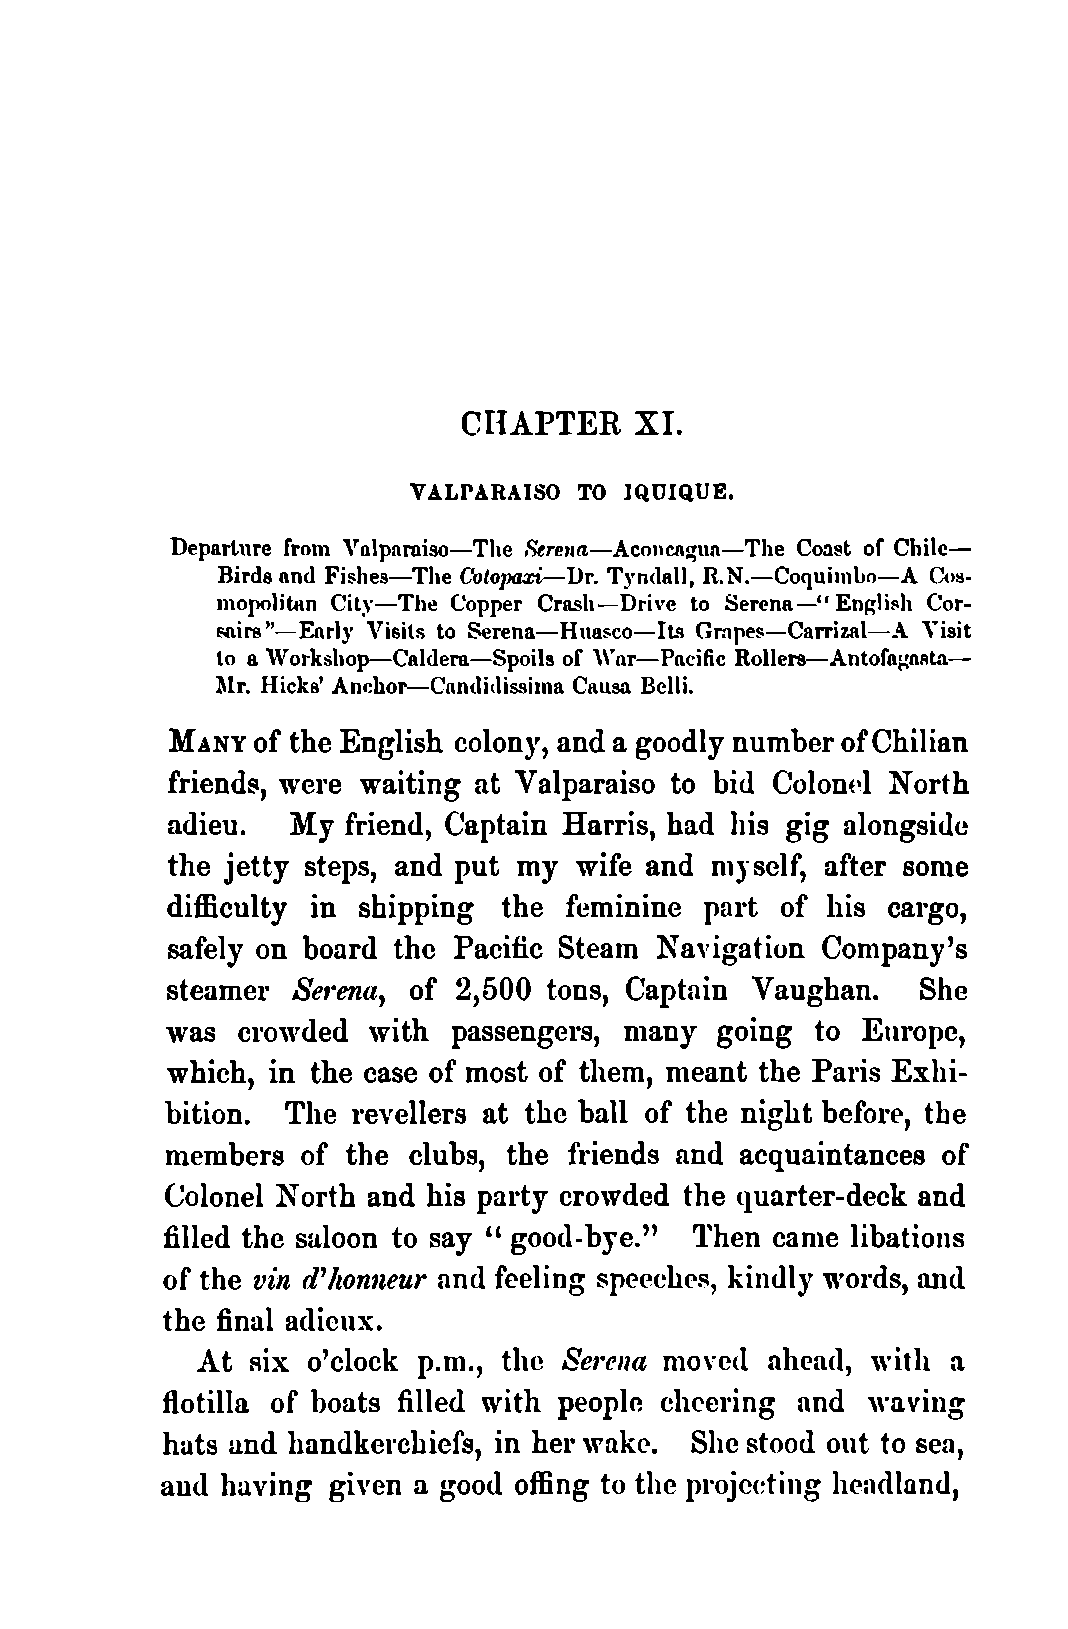 CHAPTER XI.
VALPARAISO TO IQUIQUE.
Departure from Valparaiso—The Serena—Aconcagua—The Coast of Chile—
Birds and Fishes—The Cotopaxi—Dr. Tyndall, R.N.—Coquimbo—A Cos-
mopolitan City—The Copper Crash—Drive to Serena—“English Cor-
sairs”—Early Visits to Serena—Huasco—Its Grapes—Carrizal—A Visit
to a Workshop—Caldera—Spoils of War—Pacific Rollers—Antofagasta—
Mr. Hicks’ Anchor—Candidissima Causa Belli.
MANY of the English colony, and a goodly number of Chilian
friends, were waiting at Valparaiso to bid Colonel North
adieu. My friend, Captain Harris, had his gig alongside
the jetty steps, and put my wife and myself, after some
difficulty in shipping the feminine part of his cargo,
safely on board the Pacific Steam Navigation Company’s
steamer Serena, of 2,500 tons, Captain Vaughan. She
was crowded with passengers, many going to Europe,
which, in the case of most of them, meant the Paris Exhi-
bition. The revellers at the ball of the night before, the
members of the clubs, the friends and acquaintances of
Colonel North and his party crowded the quarter-deck and
filled the saloon to say “good-bye.” Then came libations
of the vin d’honneur and feeling speeches, kindly words, and
the final adieux.
At six o’clock p.m., the Serena moved ahead, with a
flotilla of boats filled with people cheering and waving
hats and handkerchiefs, in her wake. She stood out to sea,
and having given a good offing to the projecting headland,